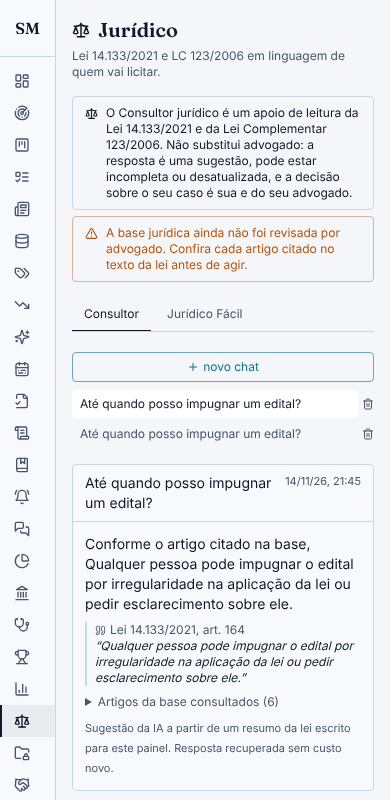 SM
Jurídico
Lei 14.133/2021 e LC 123/2006 em linguagem de
quem vai licitar.
O Consultor jurídico é um apoio de leitura da
Lei 14.133/2021 e da Lei Complementar
123/2006. Não substitui advogado: a
resposta é uma sugestão, pode estar
incompleta ou desatualizada, e a decisão
sobre o seu caso é sua e do seu advogado.
A base jurídica ainda não foi revisada por
advogado. Confira cada artigo citado no
texto da lei antes de agir.
Consultor Jurídico Fácil
+ novo chat
Até quando posso impugnar um edital?
Até quando posso impugnar um edital?
Até quando posso impugnar 14/11/26, 21:45
um edital?
Conforme o artigo citado na base,
Qualquer pessoa pode impugnar o edital
por irregularidade na aplicação da lei ou
pedir esclarecimento sobre ele.
Lei 14.133/2021, art. 164
“Qualquer pessoa pode impugnar o edital por
irregularidade na aplicação da lei ou pedir
esclarecimento sobre ele.”
Artigos da base consultados (6)
Sugestão da IA a partir de um resumo da lei escrito
para este painel. Resposta recuperada sem custo
novo.